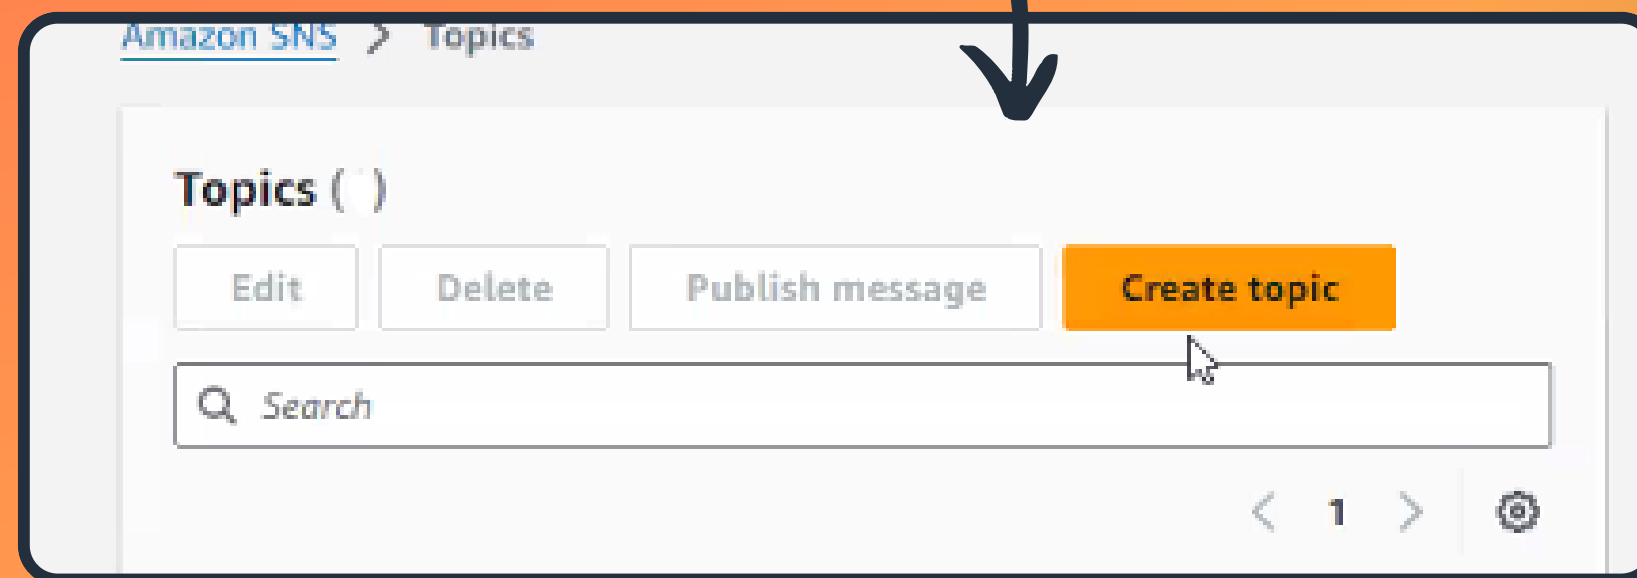 Amazon SNS > Topics
Topics ( )
Edit Delete Publish message Create topic
Search
< 1 >